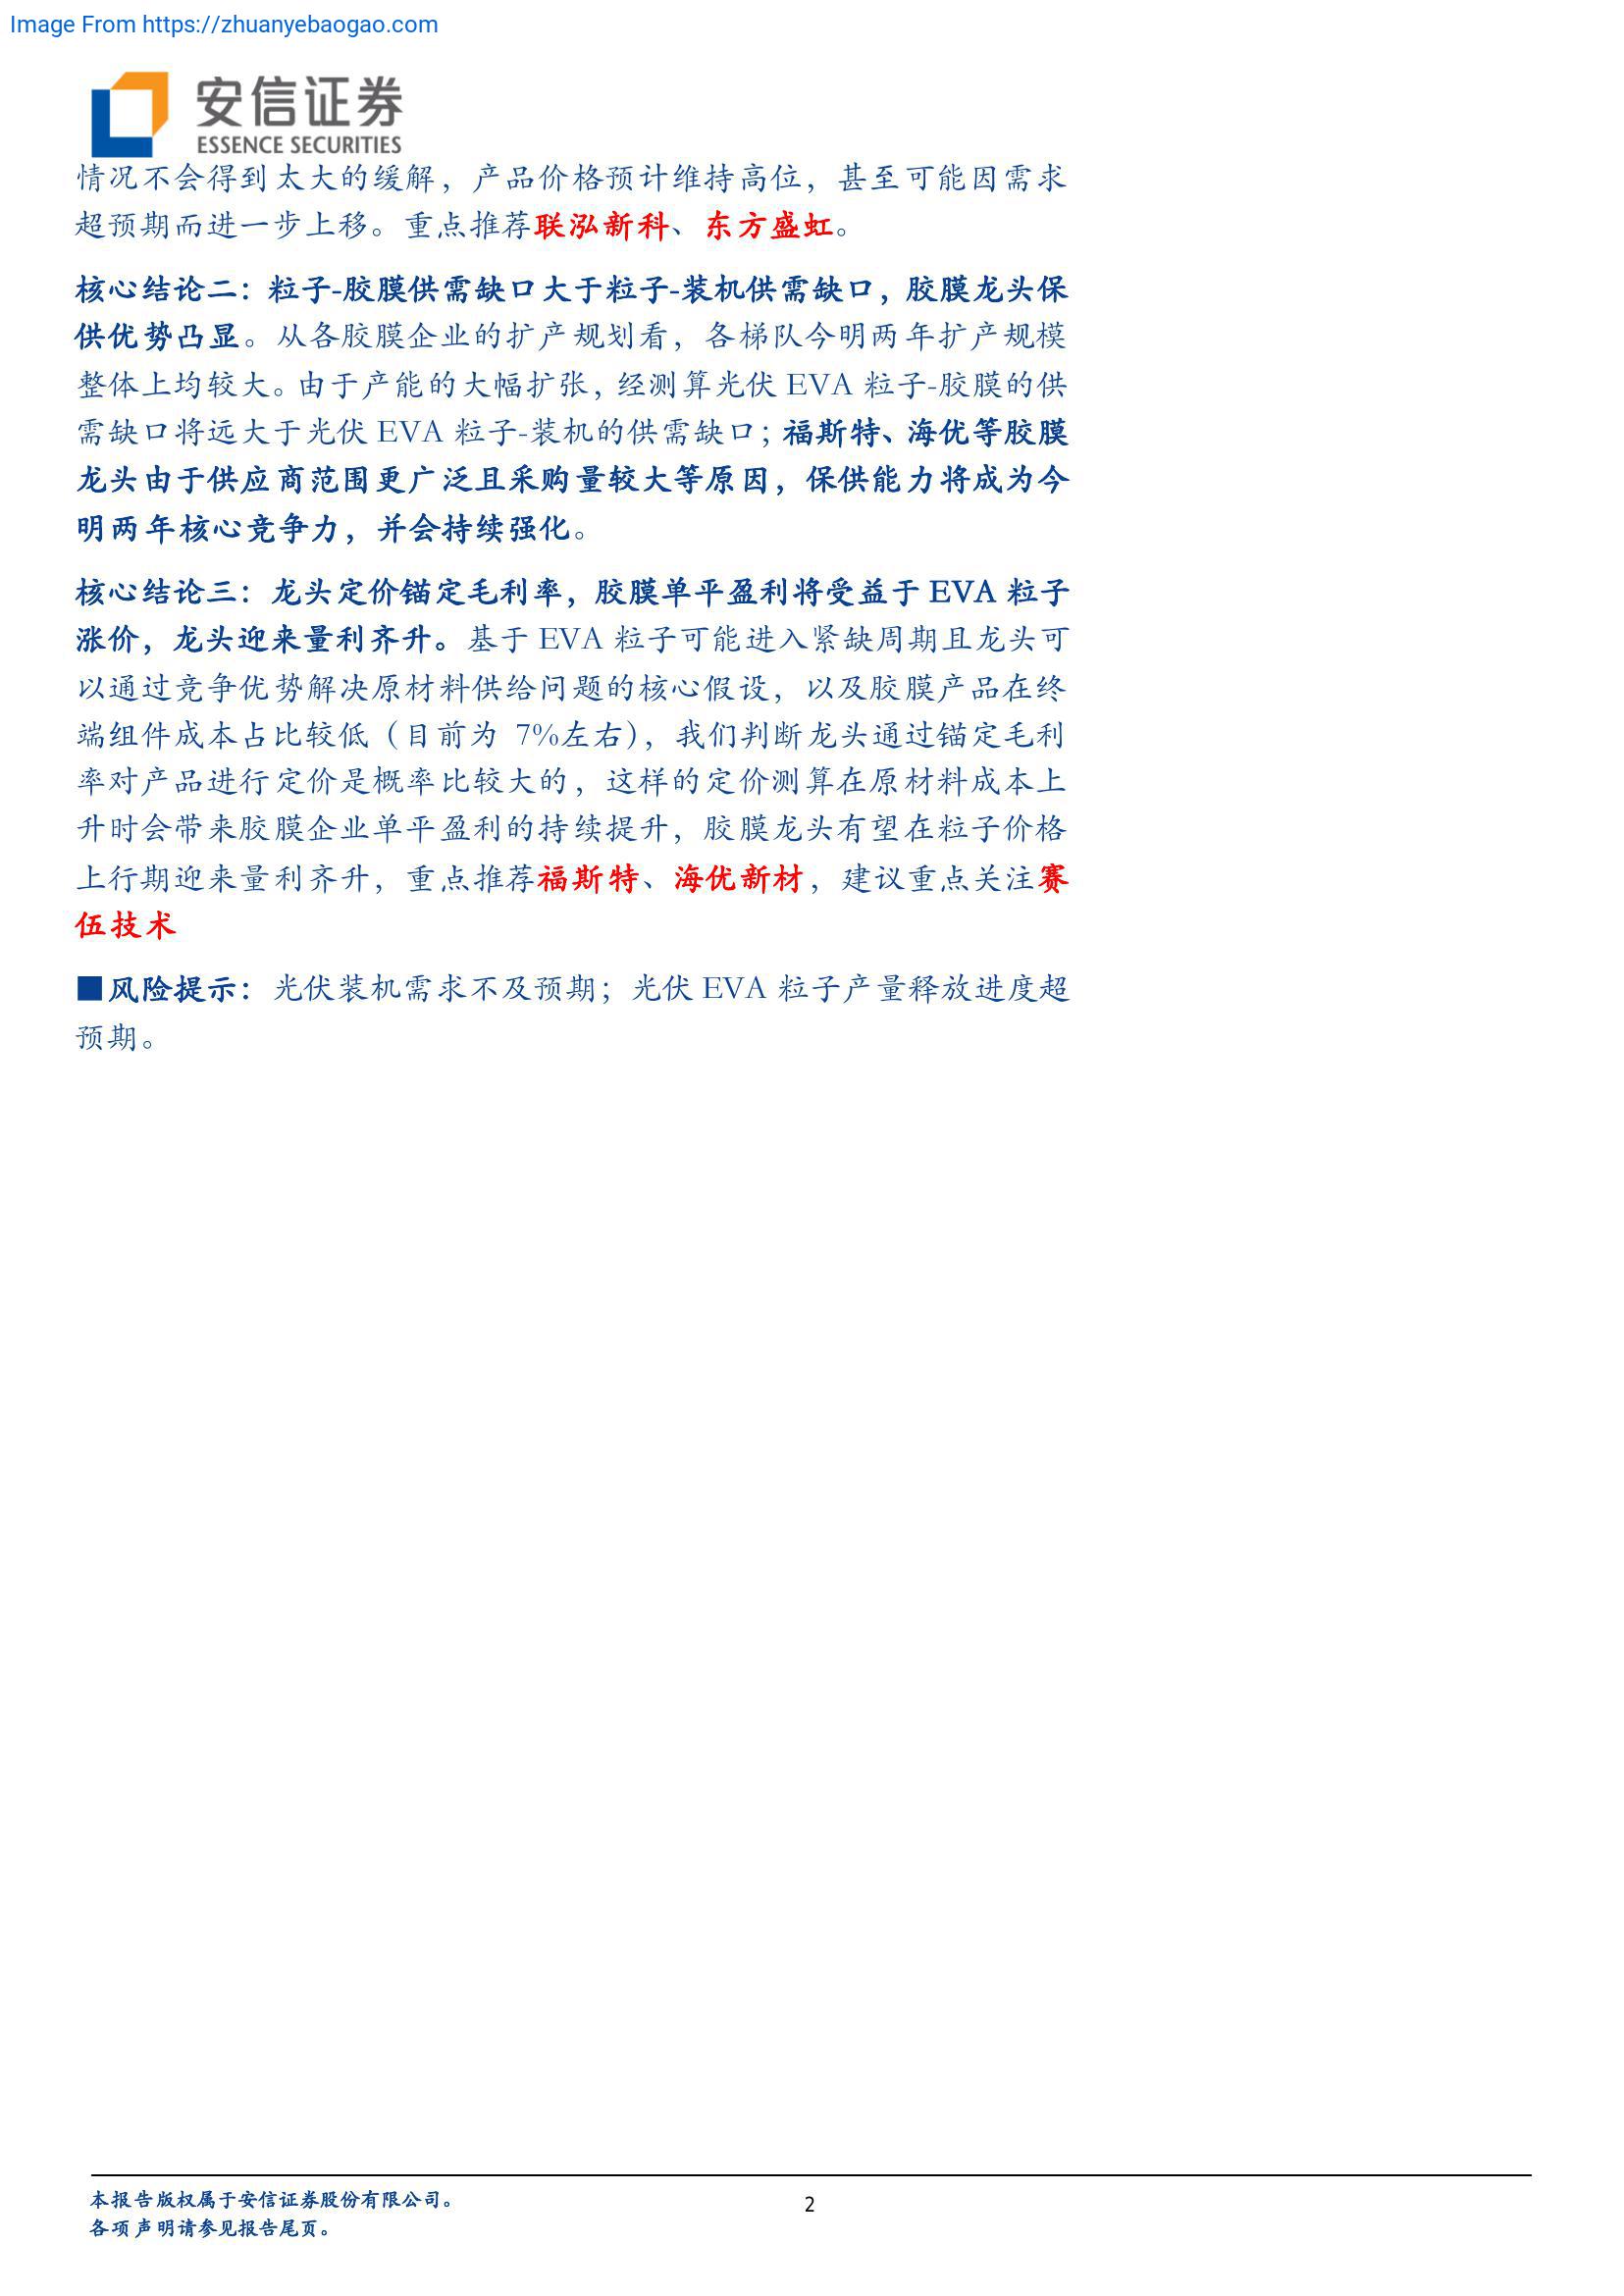 Image From https://zhuanyebaogao.com
安信证券
ESSENCE SECURITIES
情况不会得到太大的缓解，产品价格预计维持高位，甚至可能因需求
超预期而进一步上移。重点推荐联泓新科、东方盛虹。
核心结论二：粒子-胶膜供需缺口大于粒子-装机供需缺口，胶膜龙头保
供优势凸显。从各胶膜企业的扩产规划看，各梯队今明两年扩产规模
整体上均较大。由于产能的大幅扩张，经测算光伏 EVA 粒子-胶膜的供
需缺口将远大于光伏 EVA 粒子-装机的供需缺口；福斯特、海优等胶膜
龙头由于供应商范围更广泛且采购量较大等原因，保供能力将成为今
明两年核心竞争力，并会持续强化。
核心结论三：龙头定价锚定毛利率，胶膜单平盈利将受益于 EVA 粒子
涨价，龙头迎来量利齐升。基于 EVA 粒子可能进入紧缺周期且龙头可
以通过竞争优势解决原材料供给问题的核心假设，以及胶膜产品在终
端组件成本占比较低（目前为 7%左右），我们判断龙头通过锚定毛利
率对产品进行定价是概率比较大的，这样的定价测算在原材料成本上
升时会带来胶膜企业单平盈利的持续提升，胶膜龙头有望在粒子价格
上行期迎来量利齐升，重点推荐福斯特、海优新材，建议重点关注赛
伍技术
■风险提示：光伏装机需求不及预期；光伏 EVA 粒子产量释放进度超
预期。
本报告版权属于安信证券股份有限公司。
各项声明请参见报告尾页。
2